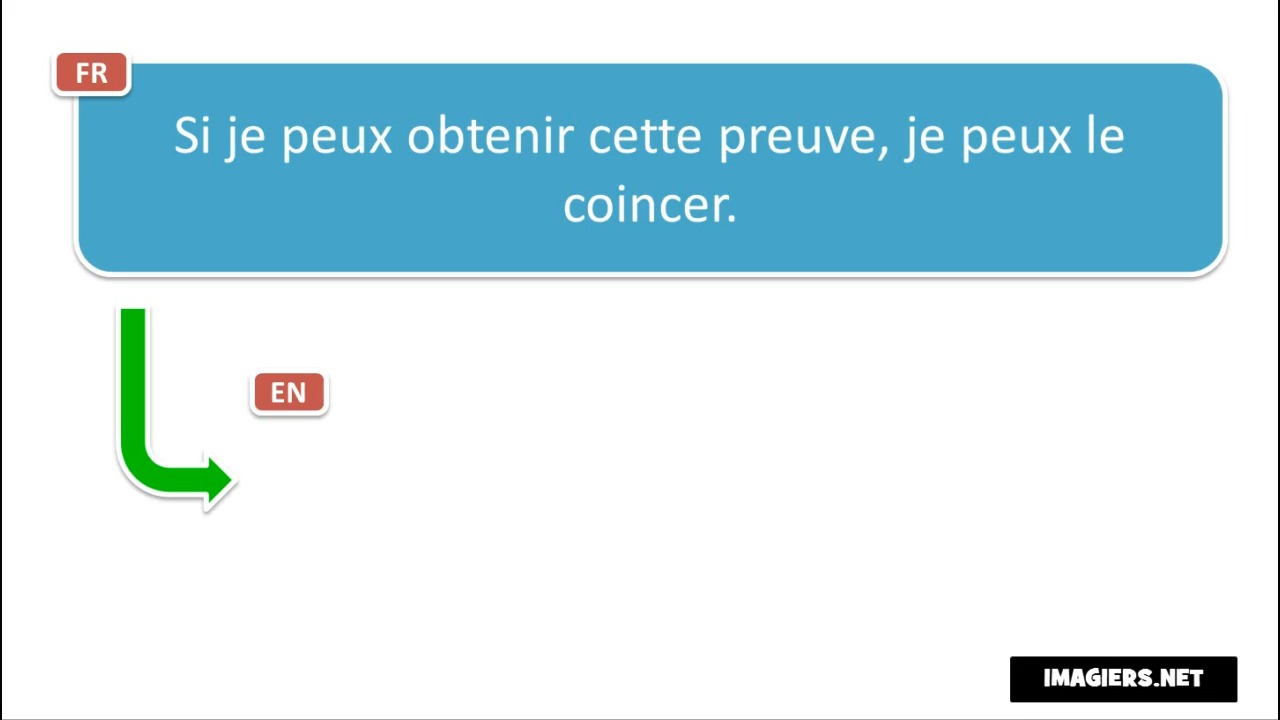 FR
Si je peux obtenir cette preuve, je peux le
coincer.
EN
IMAGIERS.NET